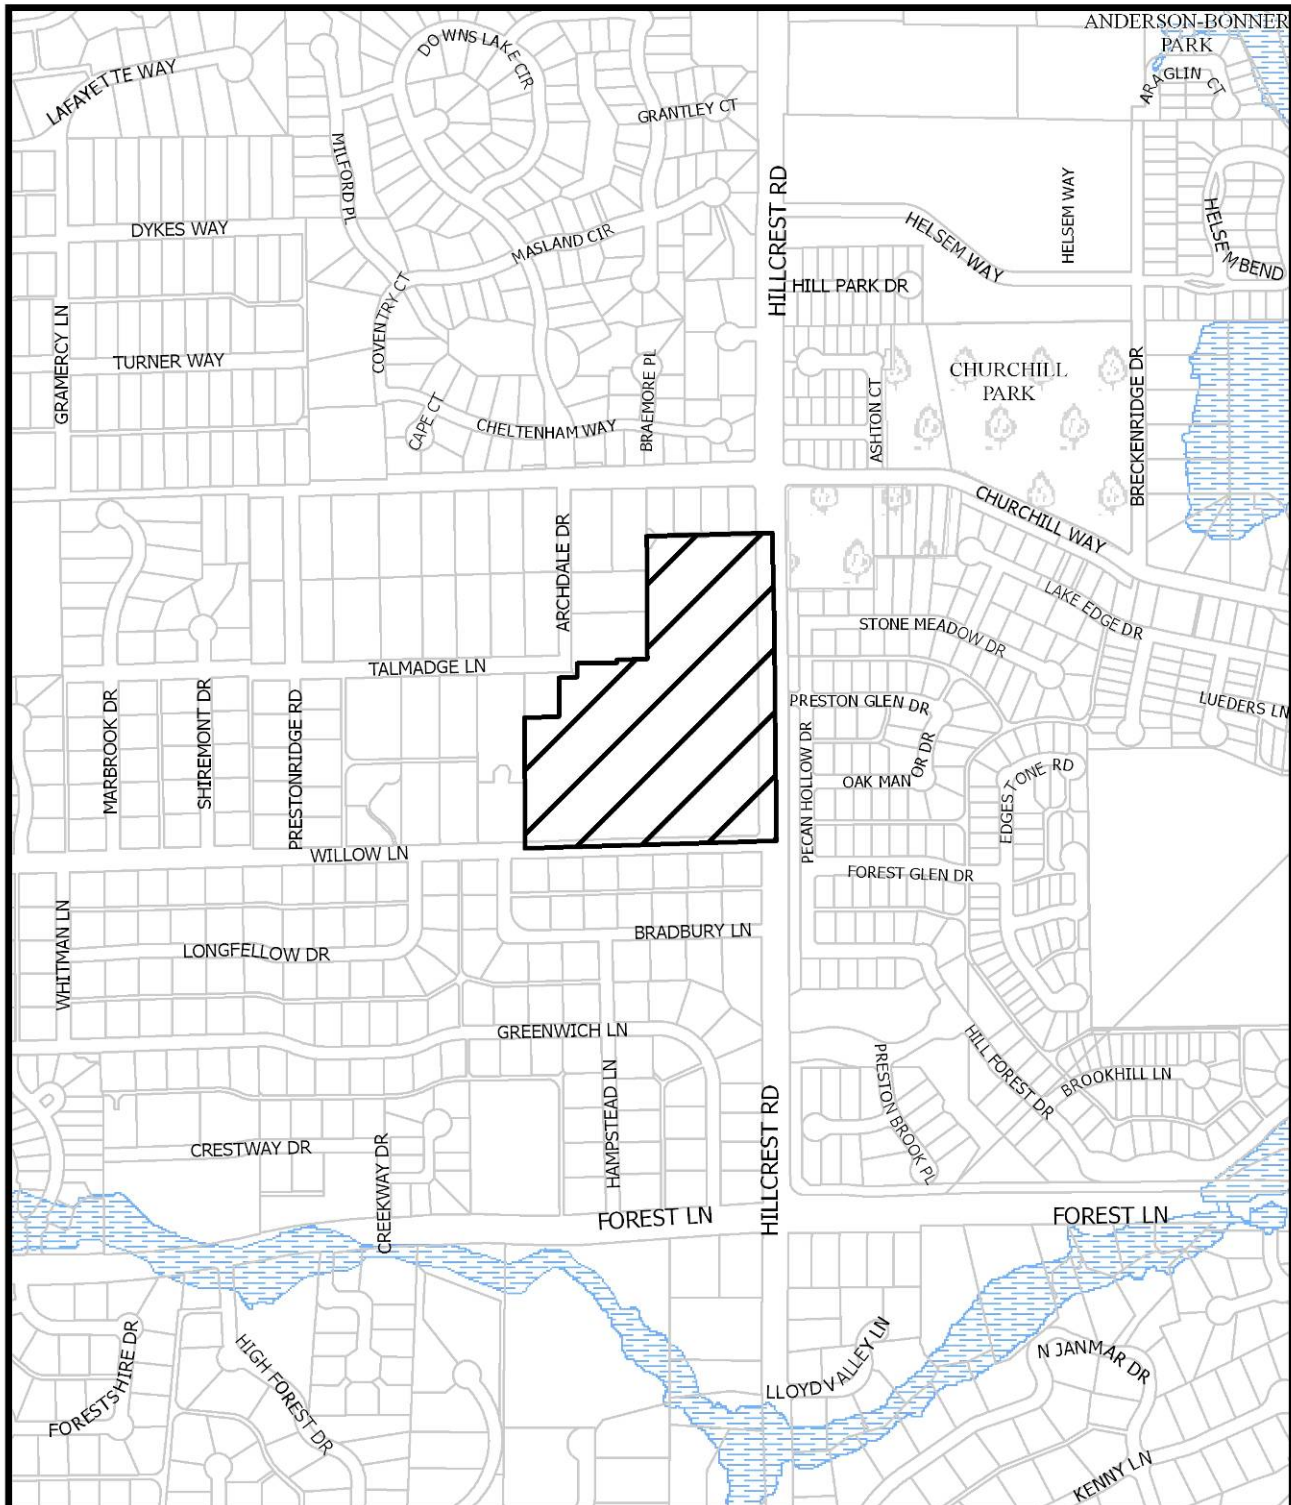 ANDERSON-BONNER
PARK
DOWNS LAKE CIR
LAFAYETTE WAY
ARAGLIN CT
GRANTLEY CT
MILFORD PL
HILLCREST RD
HELSEM WAY
DYKES WAY
MASLAND CIR
HELSEM WAY
HELSEM BEND
HILL PARK DR
COVENTRY CT
GRAMERCY LN
TURNER WAY
BRAEMORE PL
CHURCHILL
PARK
ASHTON CT
BRECKENRIDGE DR
CAPE CT
CHELTENHAM WAY
CHURCHILL WAY
ARCHDALE DR
LAKE EDGE DR
STONE MEADOW DR
TALMADGE LN
MARBROOK DR
SHIREMONT DR
PRESTONRIDGE RD
PRESTON GLEN DR
LUEDERS LN
PECAN HOLLOW DR
OAK MANOR DR
EDGESTONE RD
WILLOW LN
FOREST GLEN DR
WHITMAN LN
BRADBURY LN
LONGFELLOW DR
GREENWICH LN
HILL FOREST DR
PRESTON BROOK PL
BROOKHILL LN
HAMPSTEAD LN
HILLCREST RD
CRESTWAY DR
CREEKWAY DR
FOREST LN
FOREST LN
FORESTSHIRE DR
HIGH FOREST DR
LLOYD VALLEY LN
N JANMAR DR
KENNY LN